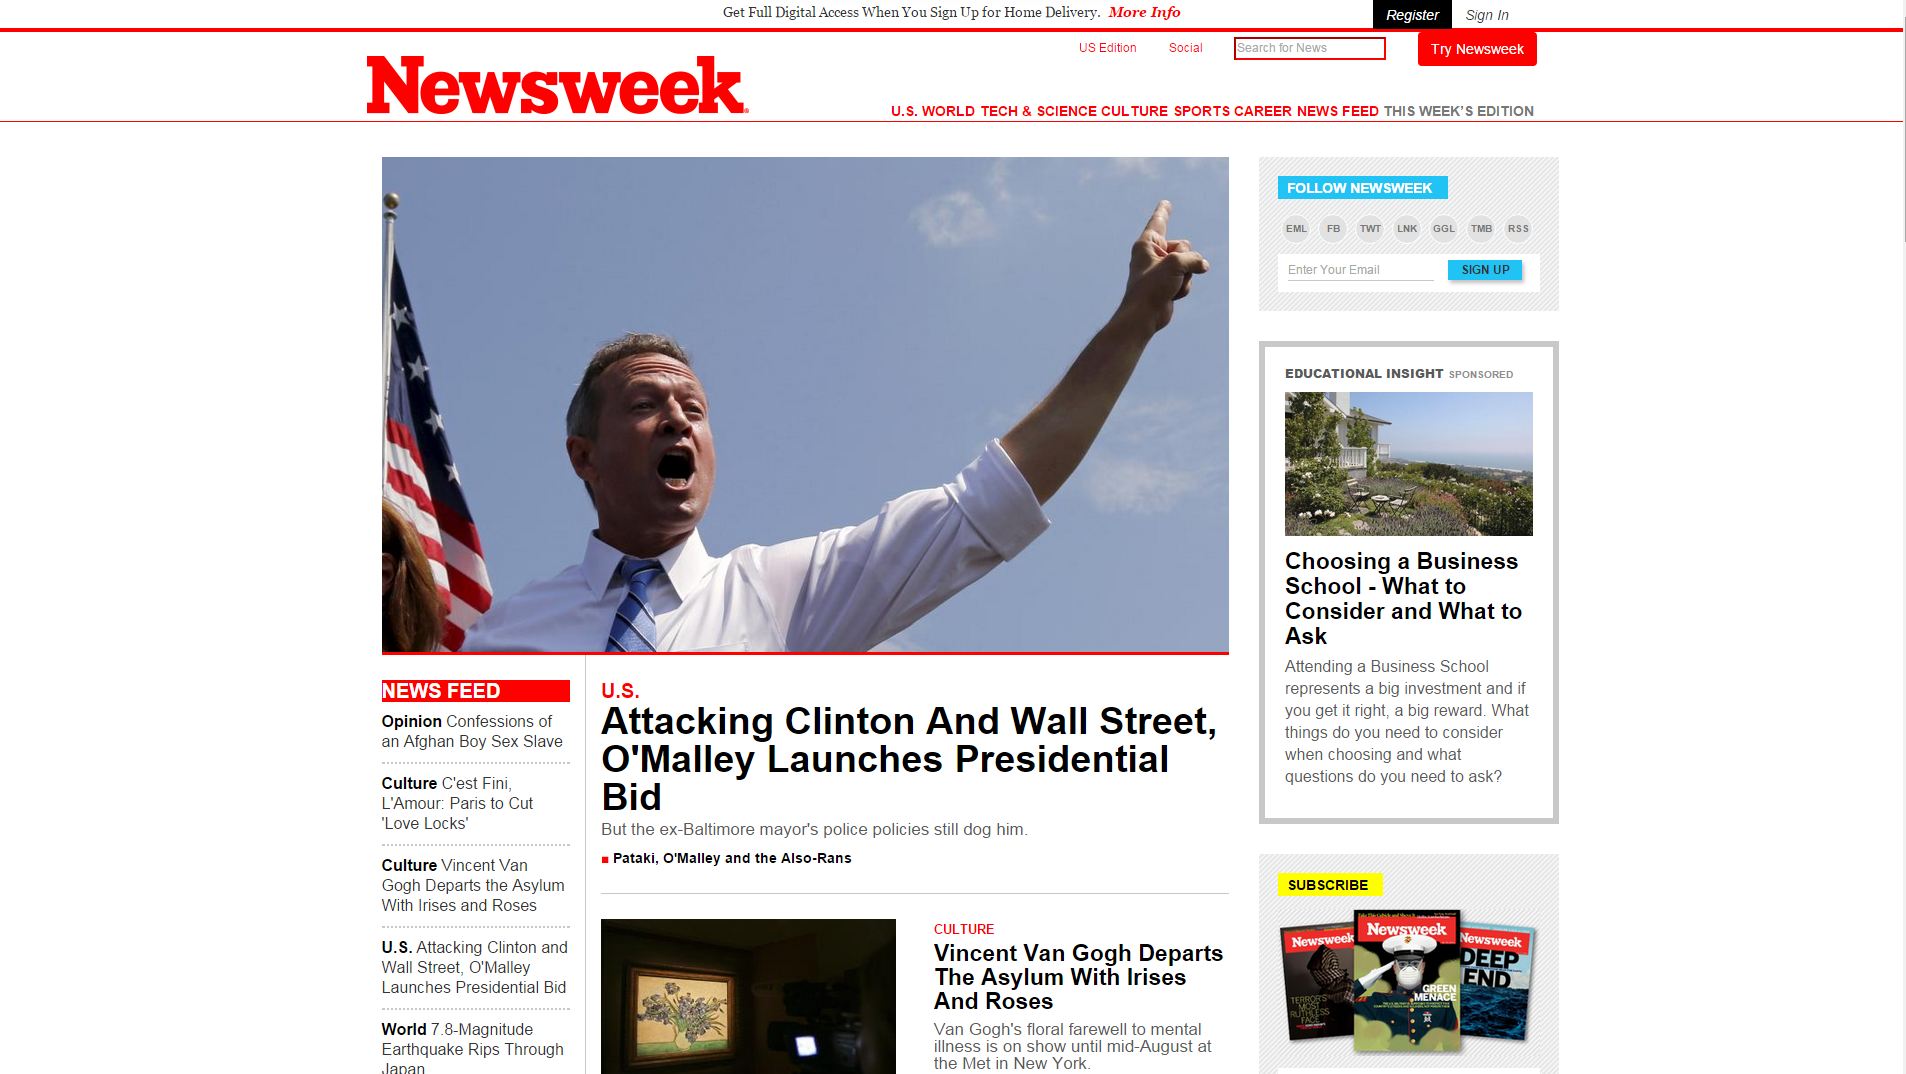 Get Full Digital Access When You Sign Up for Home Delivery. More Info
Register
Sign In
US Edition
Social
Search for News
Try Newsweek
Newsweek
U.S. WORLD TECH & SCIENCE CULTURE SPORTS CAREER NEWS FEED THIS WEEK'S EDITION
FOLLOW NEWSWEEK
EML FB TWT LNK GGL TMB RSS
Enter Your Email
SIGN UP
EDUCATIONAL INSIGHT SPONSORED
Choosing a Business
School - What to
Consider and What to
Ask
Attending a Business School
represents a big investment and if
you get it right, a big reward. What
things do you need to consider
when choosing and what
questions do you need to ask?
NEWS FEED
Opinion Confessions of
an Afghan Boy Sex Slave
Culture C'est Fini,
L'Amour: Paris to Cut
'Love Locks'
Culture Vincent Van
Gogh Departs the Asylum
With Irises and Roses
U.S. Attacking Clinton and
Wall Street, O'Malley
Launches Presidential Bid
World 7.8-Magnitude
Earthquake Rips Through
Japan
U.S.
Attacking Clinton And Wall Street,
O'Malley Launches Presidential
Bid
But the ex-Baltimore mayor's police policies still dog him.
Pataki, O'Malley and the Also-Rans
CULTURE
Vincent Van Gogh Departs
The Asylum With Irises
And Roses
Van Gogh's floral farewell to mental
illness is on show until mid-August at
the Met in New York.
SUBSCRIBE
Newsweek
TERROR'S
MOST
RUTHLESS
FACE
Newsweek
GREEN
MENACE
Newsweek
DEEP
END